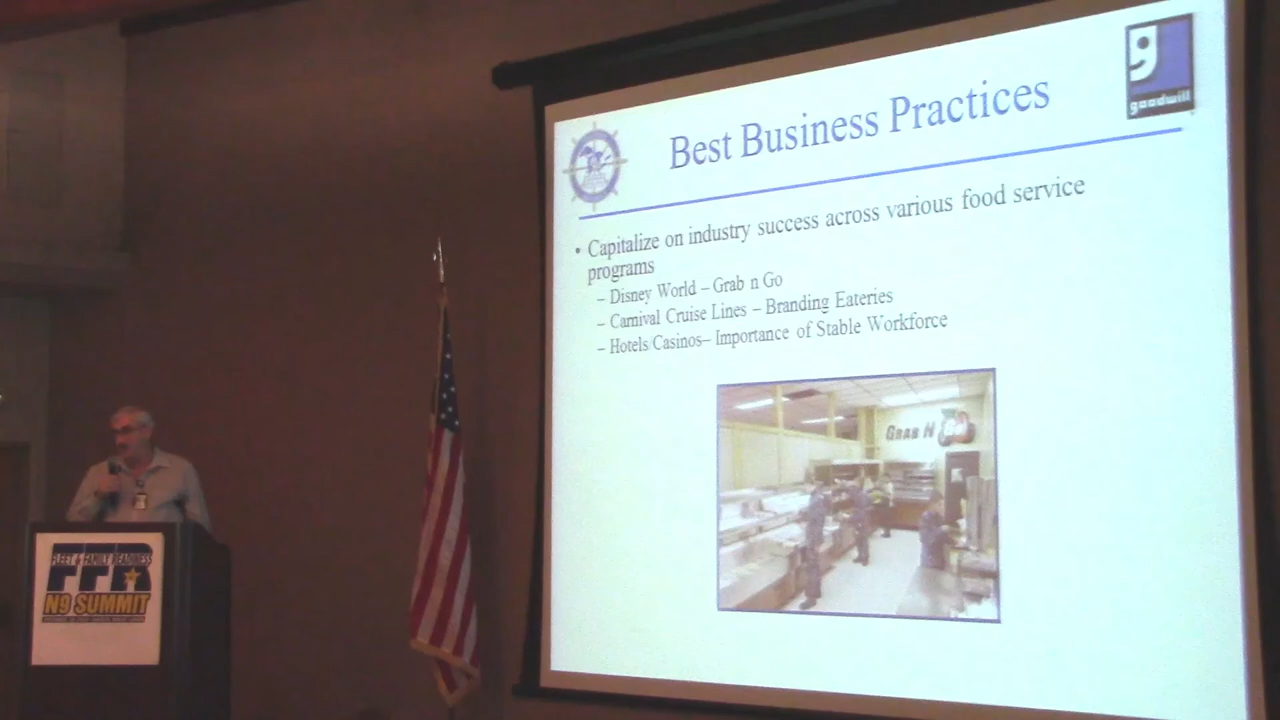 Best Business Practices
goodwill
• Capitalize on industry success across various food service
programs
– Disney World – Grab n Go
– Carnival Cruise Lines – Branding Eateries
– Hotels/Casinos– Importance of Stable Workforce
GRAB N GO
FLEET & FAMILY READINESS
FFR
N9 SUMMIT